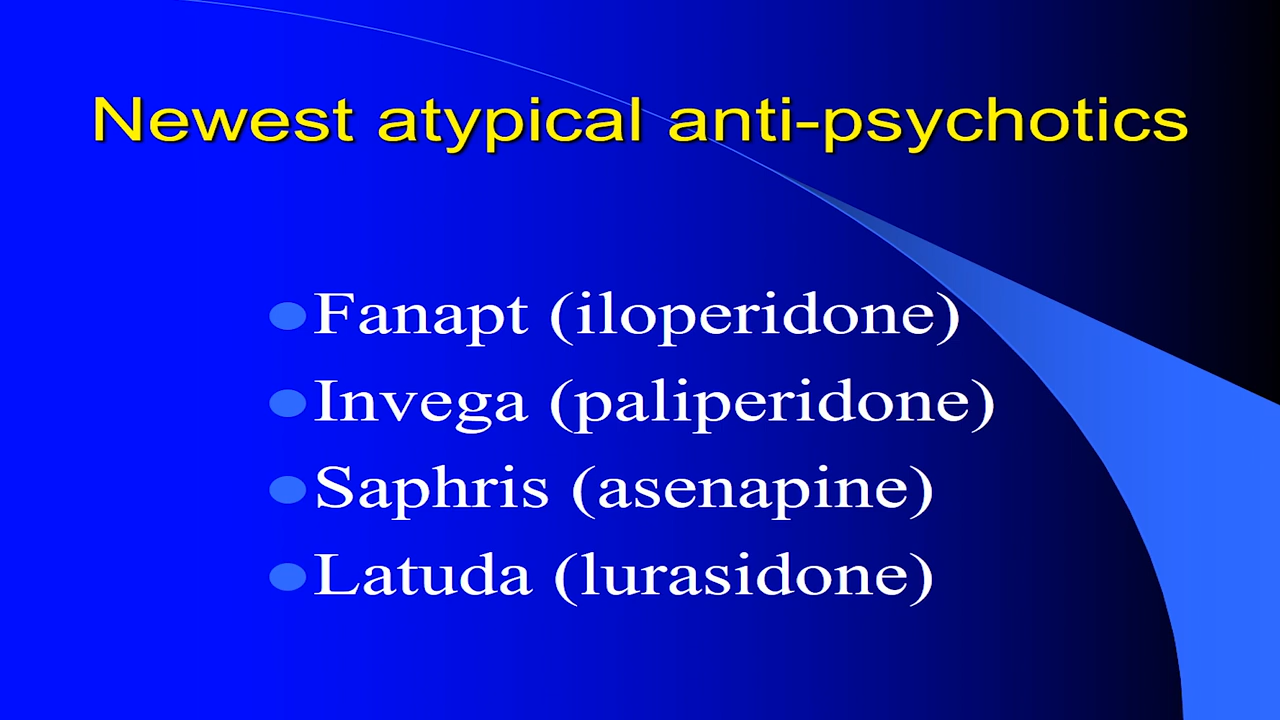 Newest atypical anti-psychotics
Fanapt (iloperidone)
Invega (paliperidone)
Saphris (asenapine)
Latuda (lurasidone)